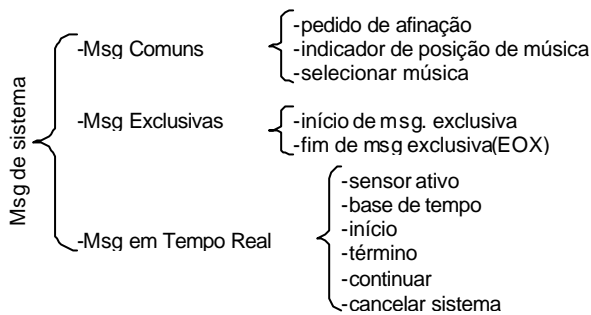 Msg de sistema
-Msg Comuns
-pedido de afinação
-indicador de posição de música
-selecionar música
-Msg Exclusivas
-início de msg. exclusiva
-fim de msg exclusiva(EOX)
-Msg em Tempo Real
-sensor ativo
-base de tempo
-início
-término
-continuar
-cancelar sistema